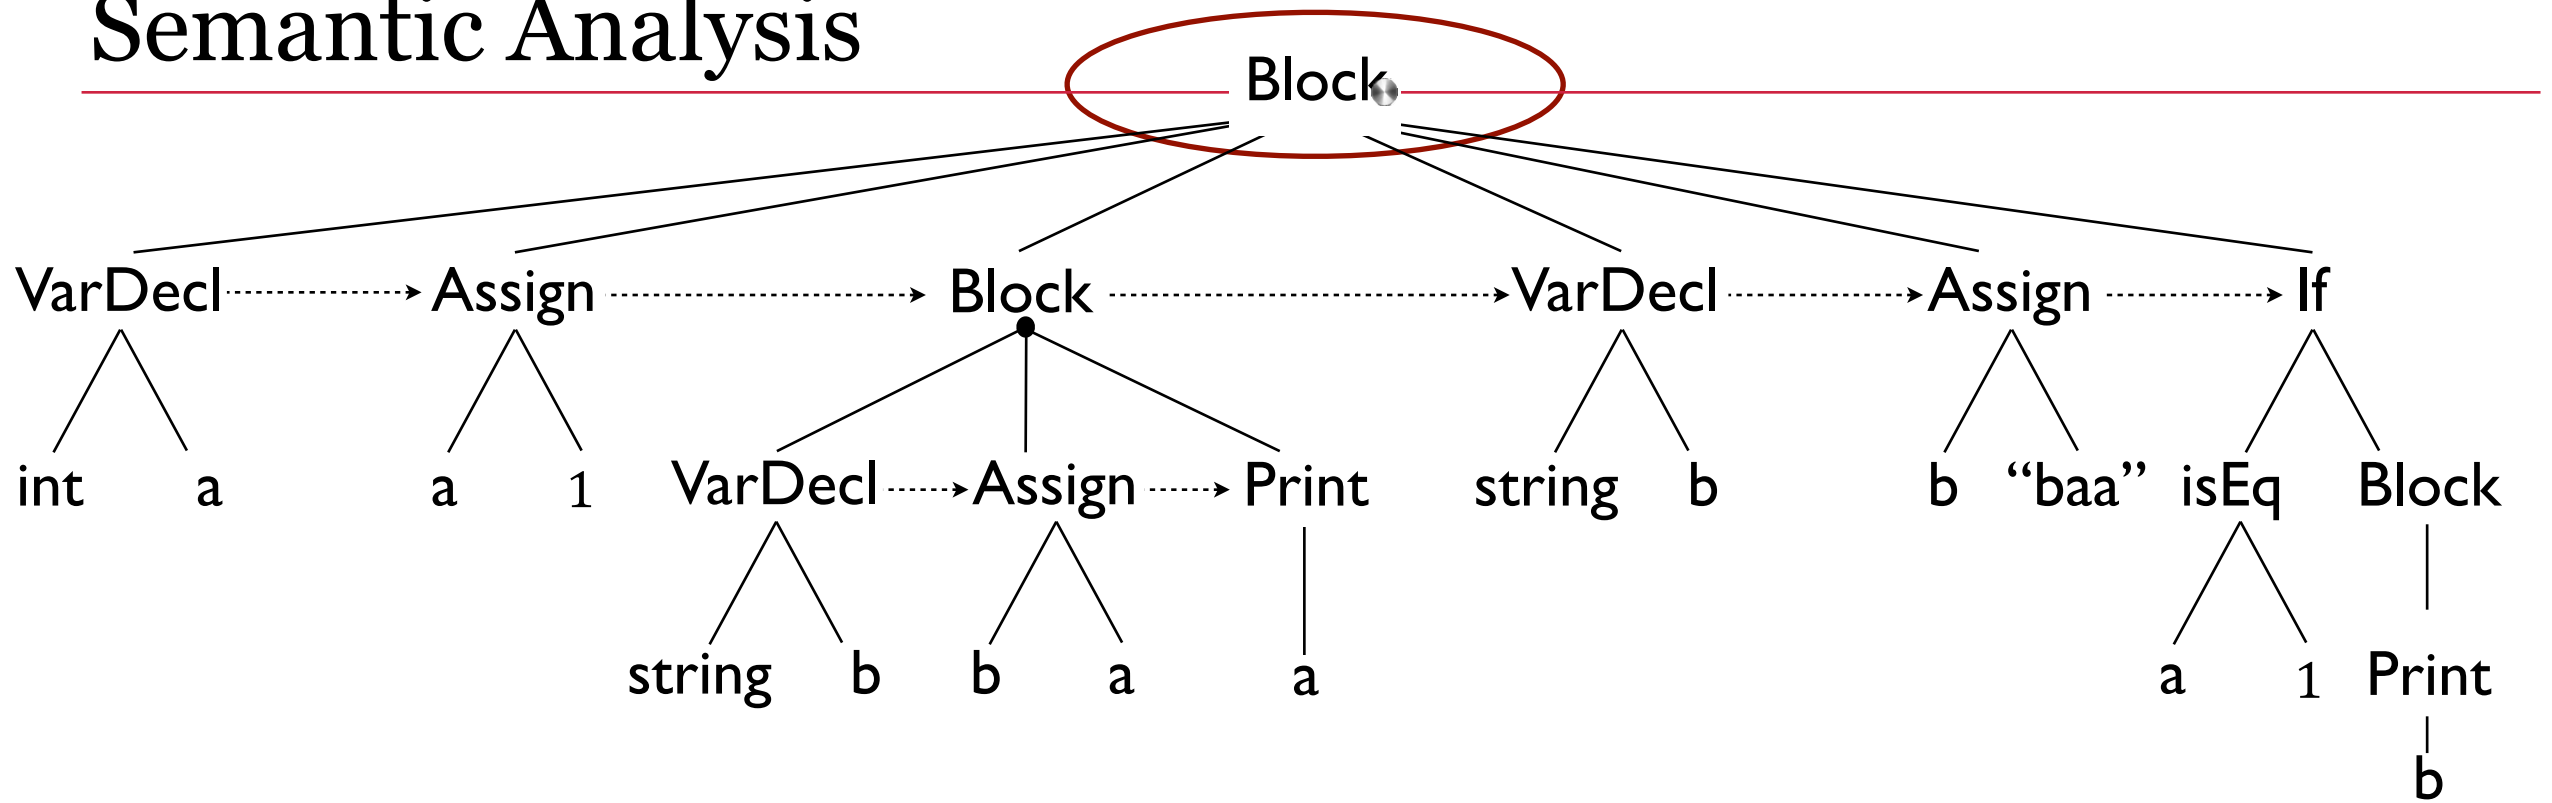 Semantic Analysis
Block
VarDecl Assign Block VarDecl Assign If
int a a 1 VarDecl Assign Print string b b “baa” isEq Block
string b b a a a 1 Print
b